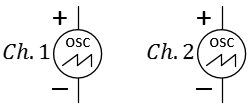 + +
Ch. 1 OSC Ch. 2 OSC
− −